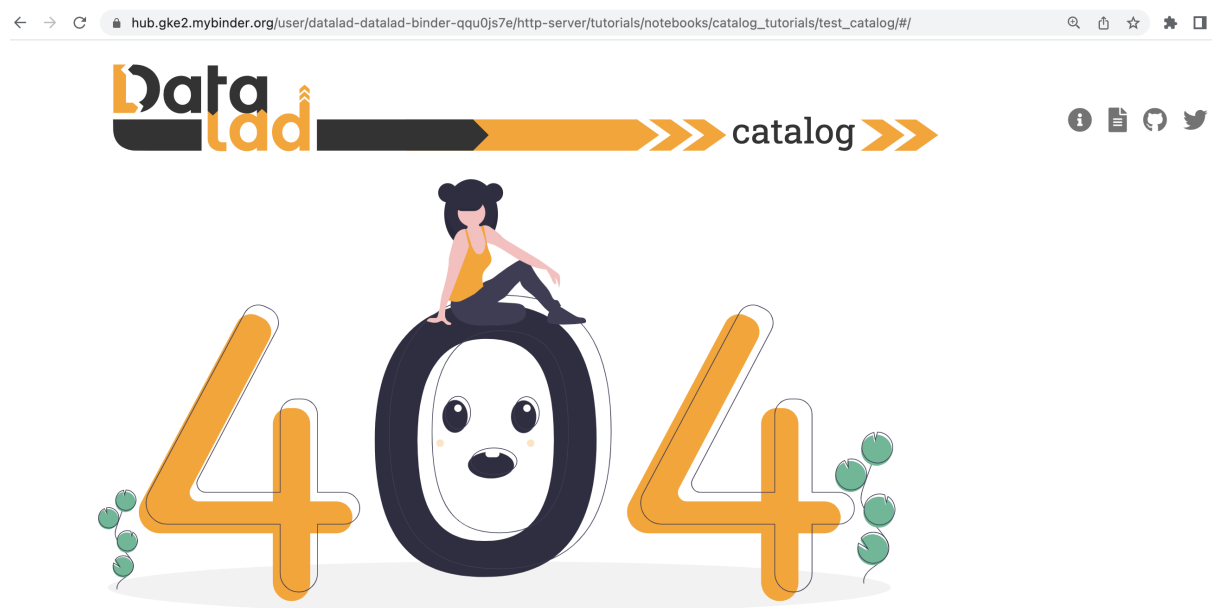 hub.gke2.mybinder.org/user/datalad-datalad-binder-qqu0js7e/http-server/tutorials/notebooks/catalog_tutorials/test_catalog/#/
Data
lad
catalog
404